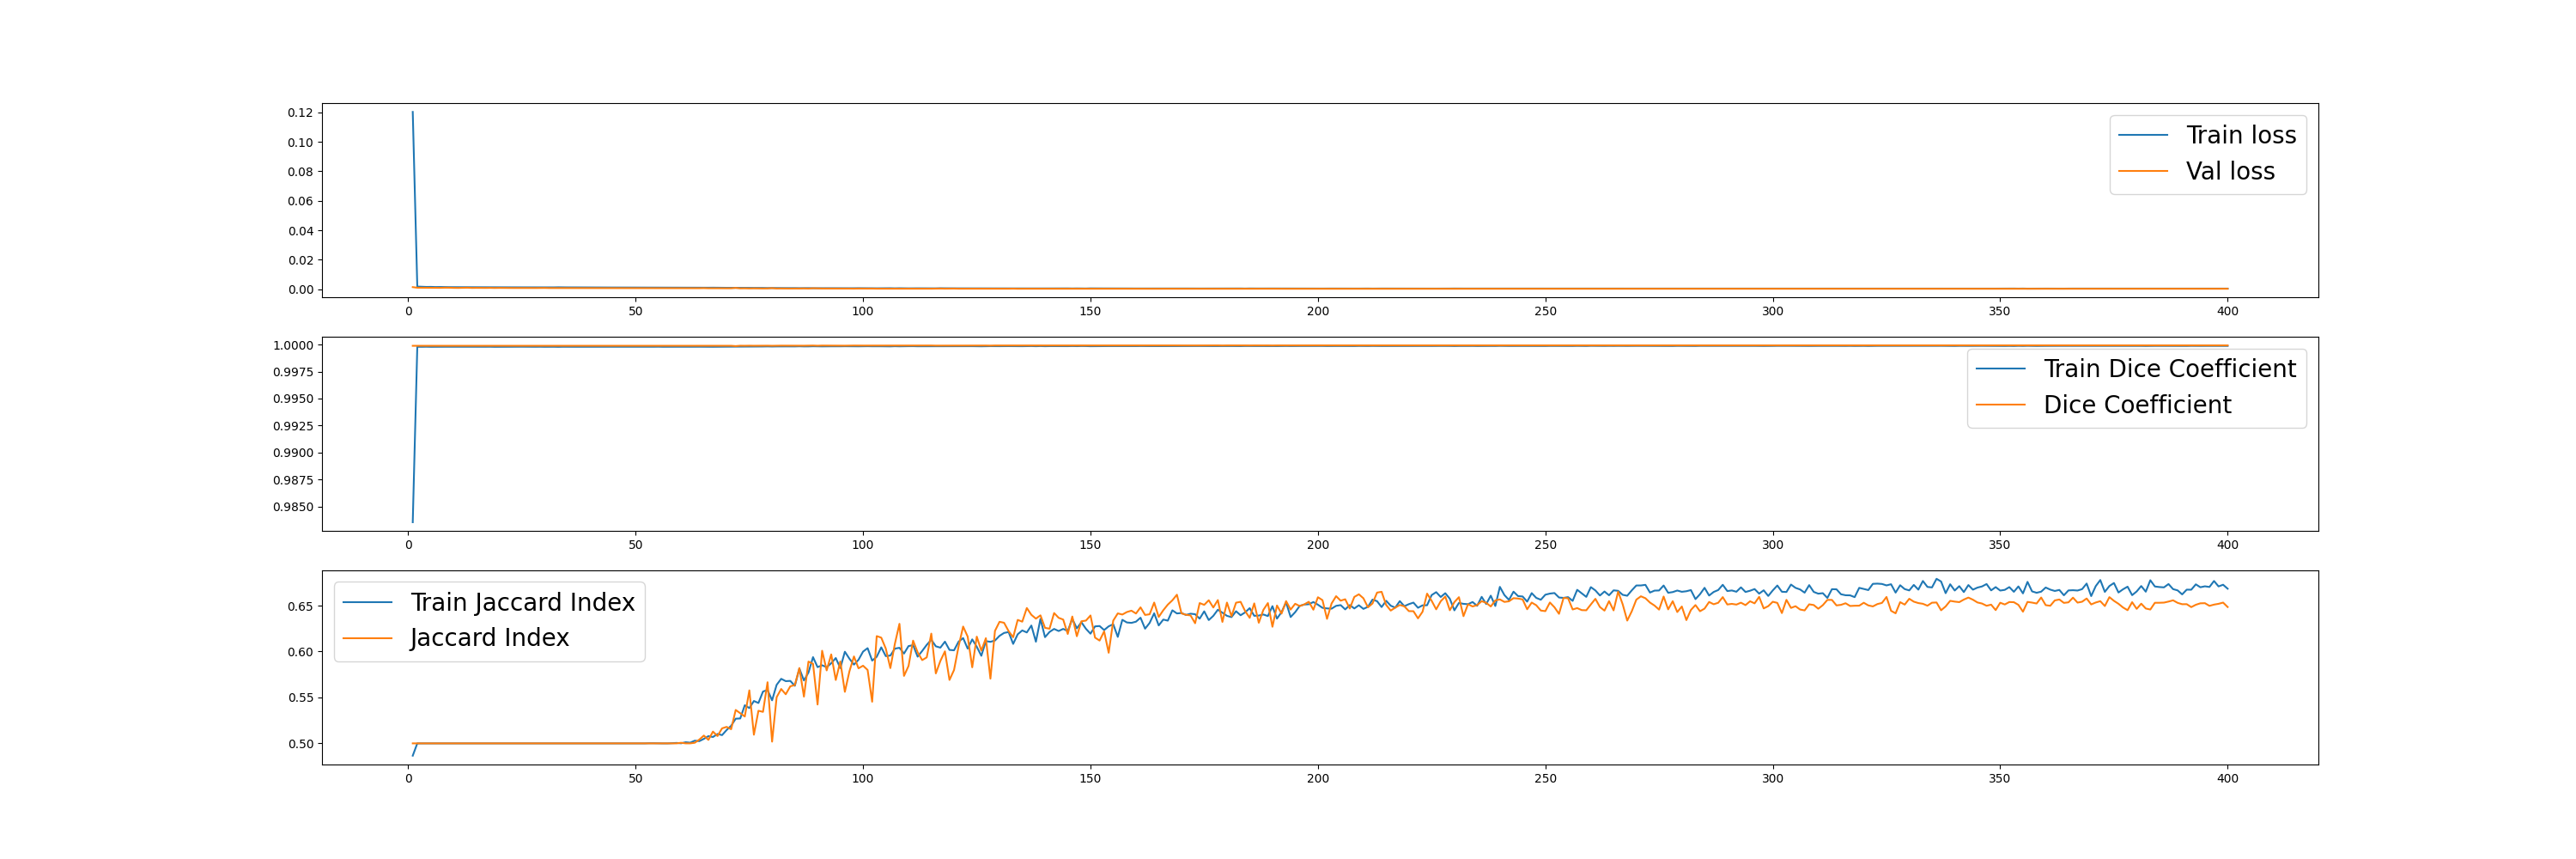 0.12
0.10
0.08
0.06
0.04
0.02
0.00
Train loss
Val loss
0 50 100 150 200 250 300 350 400
1.0000
0.9975
0.9950
0.9925
0.9900
0.9875
0.9850
Train Dice Coefficient
Dice Coefficient
0 50 100 150 200 250 300 350 400
Train Jaccard Index
Jaccard Index
0.65
0.60
0.55
0.50
0 50 100 150 200 250 300 350 400